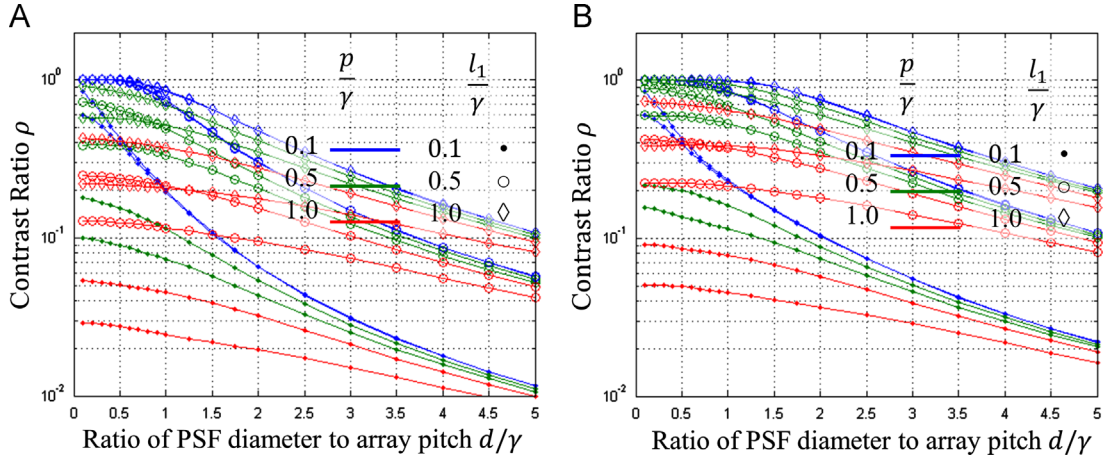 A
B
Contrast Ratio ρ
10⁰
10⁻¹
10⁻²
p/γ
l₁/γ
0.1
0.1
0.5
0.5
1.0
1.0
0 0.5 1 1.5 2 2.5 3 3.5 4 4.5 5
Ratio of PSF diameter to array pitch d/γ
Contrast Ratio ρ
10⁰
10⁻¹
10⁻²
p/γ
l₁/γ
0.1
0.1
0.5
0.5
1.0
1.0
0 0.5 1 1.5 2 2.5 3 3.5 4 4.5 5
Ratio of PSF diameter to array pitch d/γ